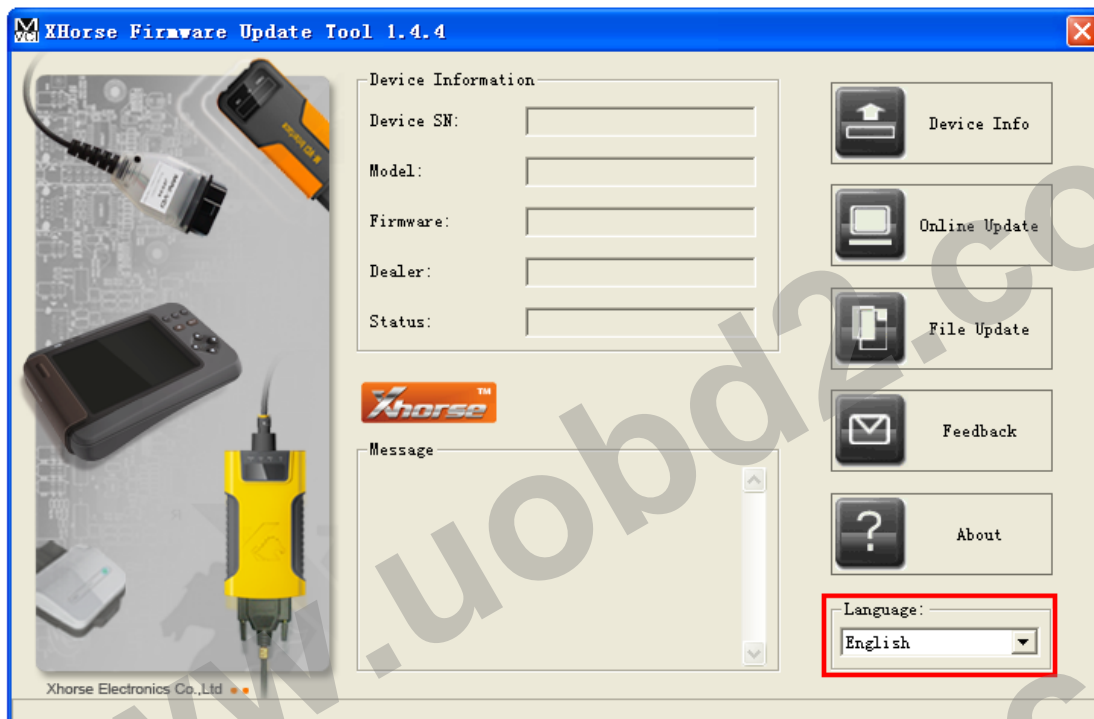 XHorse Firmware Update Tool 1.4.4
Device Information
Device SN:
Model:
Firmware:
Dealer:
Status:
Xhorse™
Message
Device Info
Online Update
File Update
Feedback
About
Language:
English
Xhorse Electronics Co.,Ltd
www.uobd2.co